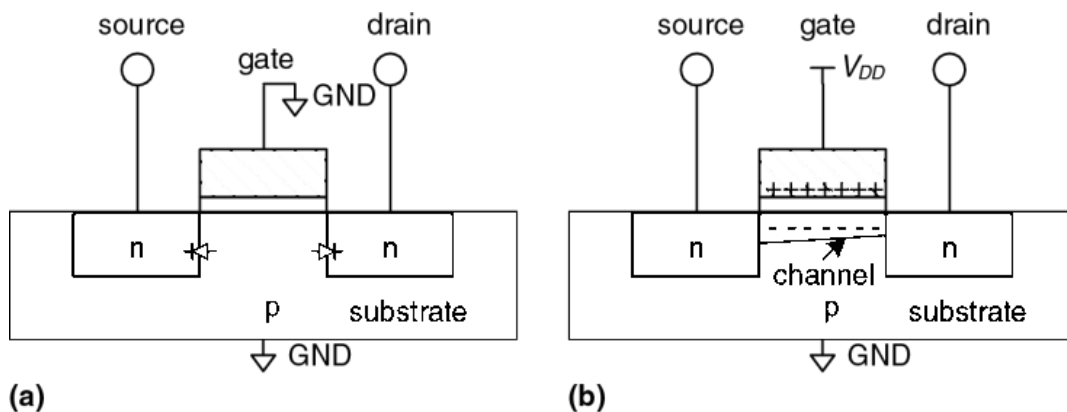 source
gate
drain
GND
n
n
p
substrate
GND
(a)
source
gate
drain
V_DD
+++++++
-------
n
n
channel
p
substrate
GND
(b)